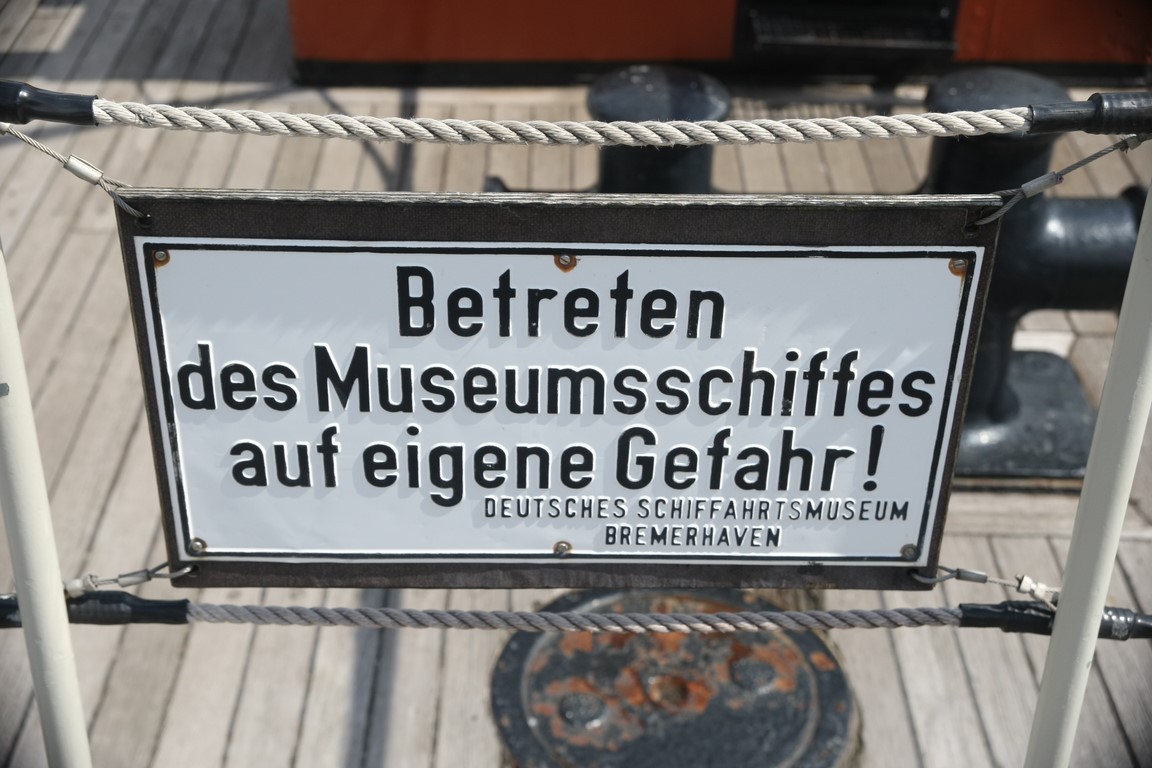 Betreten
des Museumsschiffes
auf eigene Gefahr!
DEUTSCHES SCHIFFAHRTSMUSEUM
BREMERHAVEN